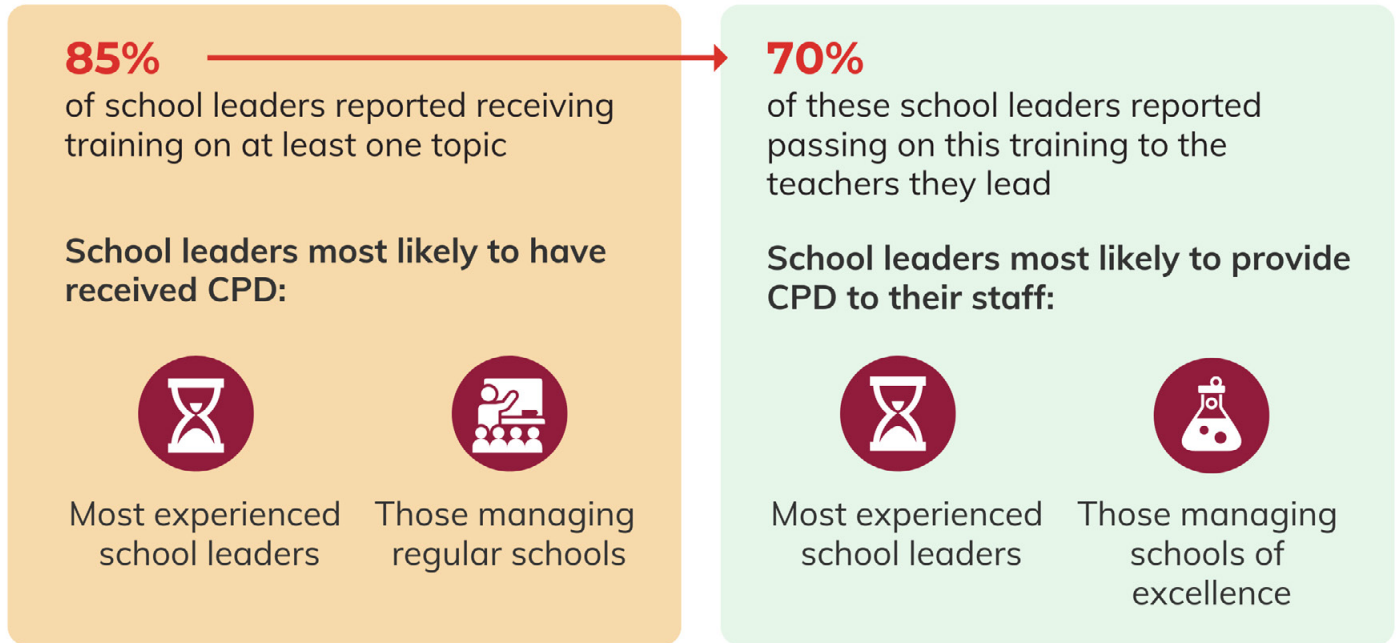 85%
of school leaders reported receiving
training on at least one topic
School leaders most likely to have
received CPD:
Most experienced
school leaders
Those managing
regular schools
70%
of these school leaders reported
passing on this training to the
teachers they lead
School leaders most likely to provide
CPD to their staff:
Most experienced
school leaders
Those managing
schools of
excellence